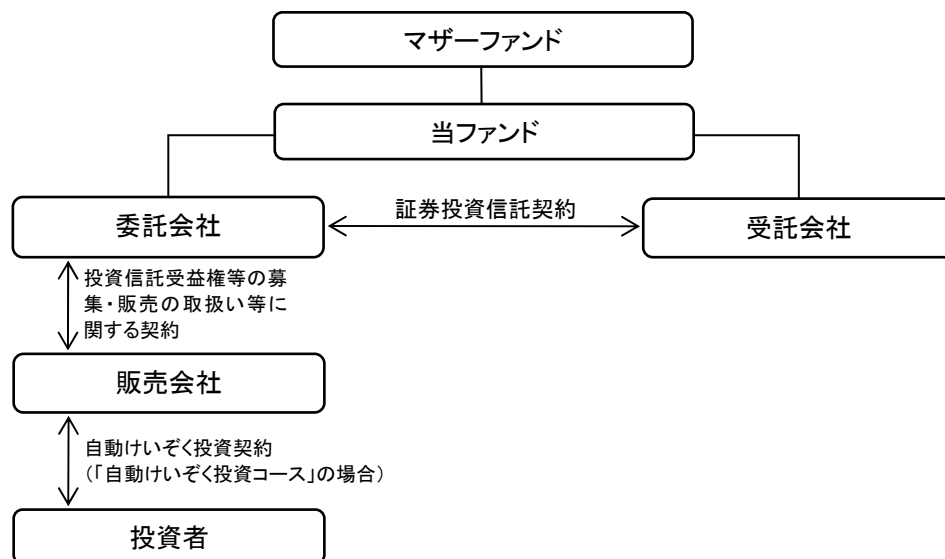 マザーファンド
当ファンド
委託会社
証券投資信託契約
受託会社
投資信託受益権等の募
集・販売の取扱い等に
関する契約
販売会社
自動けいぞく投資契約
(「自動けいぞく投資コース」の場合)
投資者